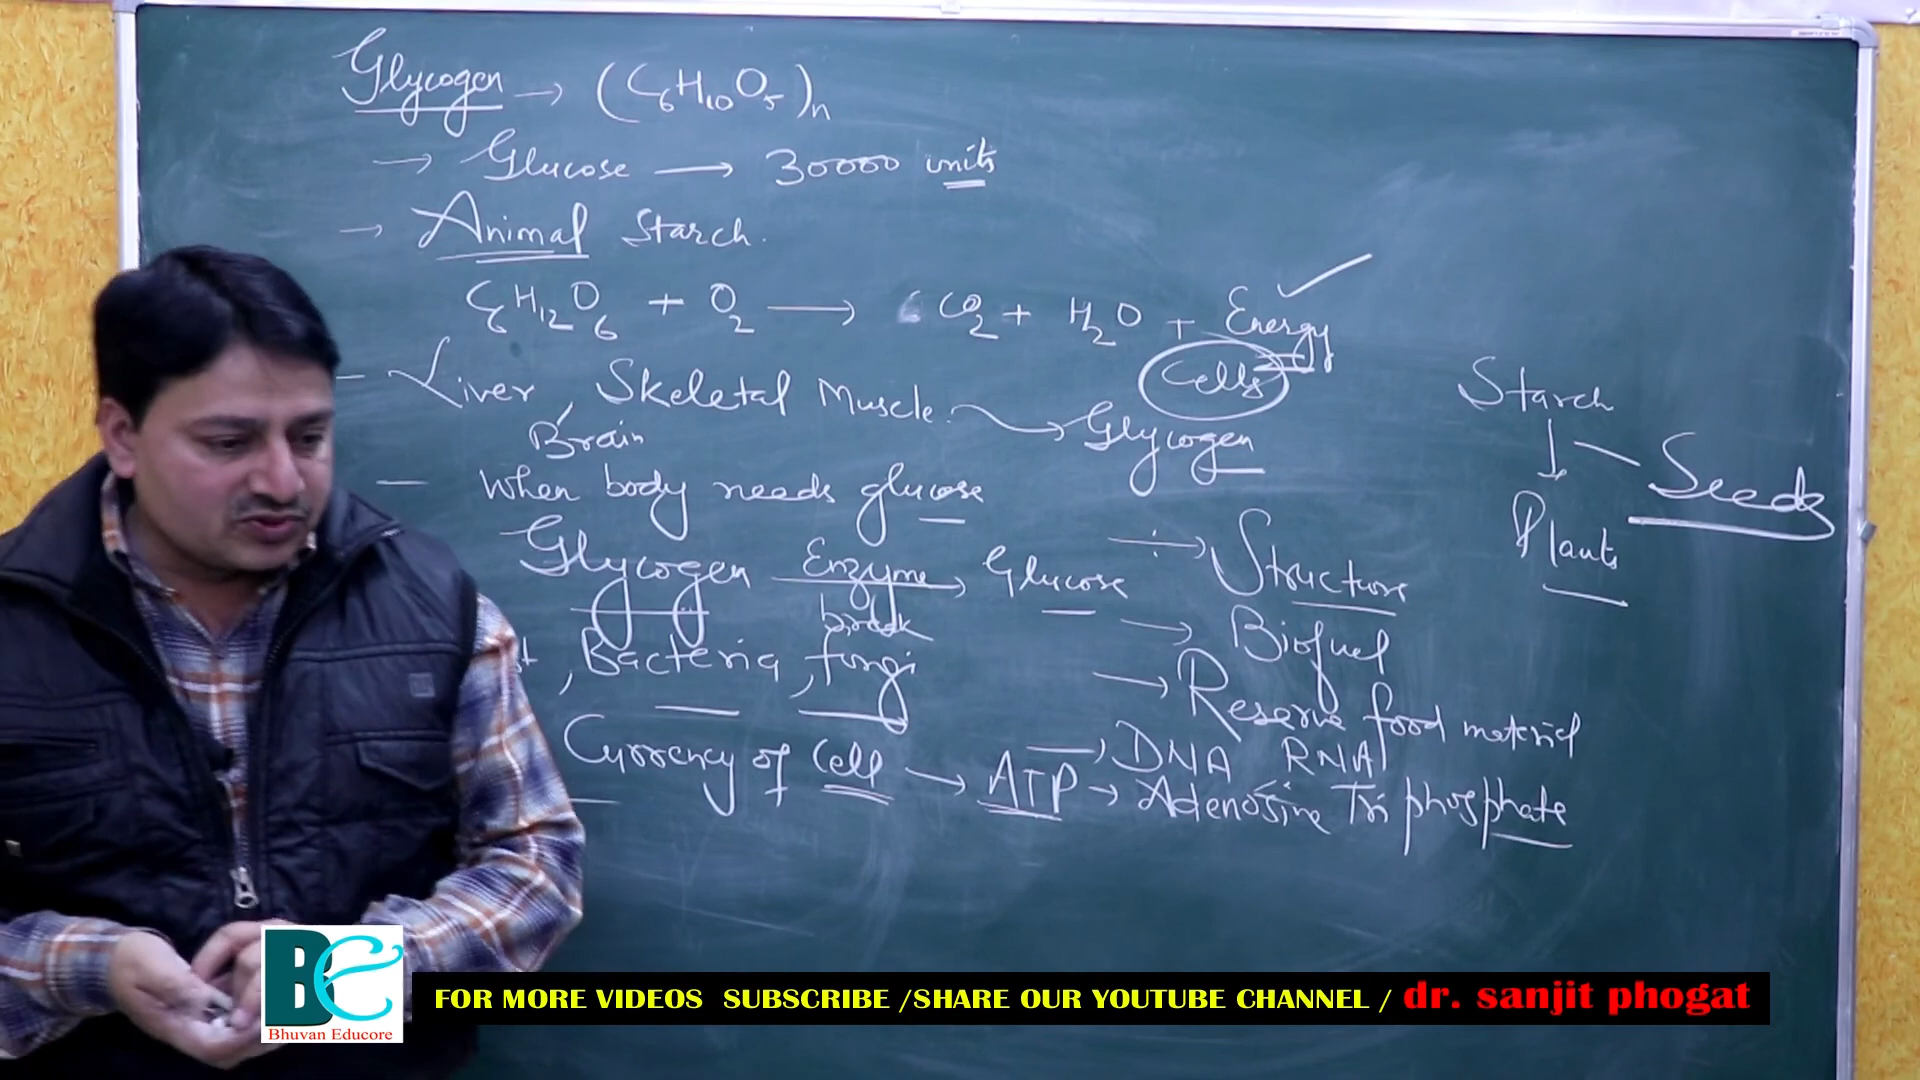 Glycogen → (C6H10O5)n
→ Glucose → 30000 units
→ Animal Starch.
C6H12O6 + O2 → 6 CO2 + H2O + Energy ✓
Cells
– Liver, Skeletal Muscle. → Glycogen
Brain
– When body needs glucose
Glycogen Enzyme → Glucose
break
, Bacteria, fungi
Currency of Cell → ATP → Adenosine Tri phosphate
÷→ Structure
→ Biofuel
→ Reserve food material
→ DNA RNA
Starch
↓
Plants
Seeds
BE
Bhuvan Educore
FOR MORE VIDEOS SUBSCRIBE /SHARE OUR YOUTUBE CHANNEL / dr. sanjit phogat